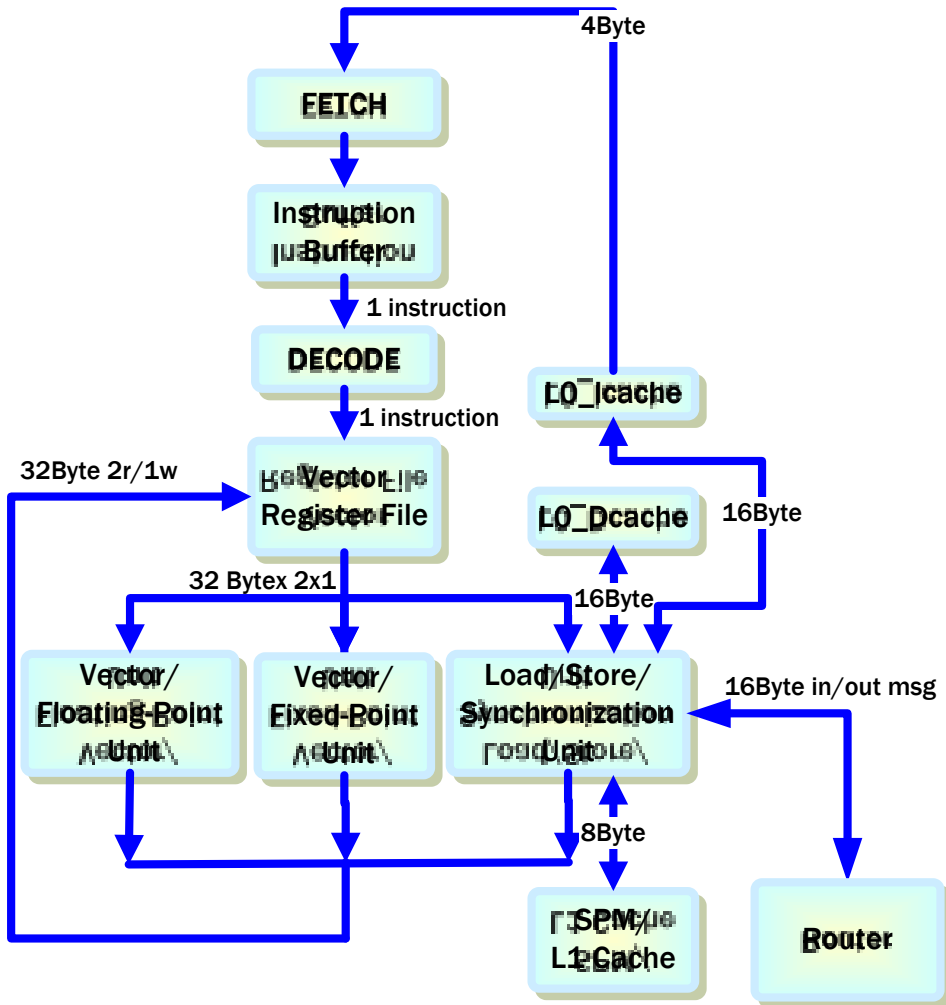 4Byte
FETCH
Instruction
Buffer
1 instruction
DECODE
1 instruction
L0_Icache
32Byte 2r/1w
Vector
Register File
L0_Dcache
16Byte
32 Bytex 2x1
16Byte
Vector/
Floating-Point
Unit
Vector/
Fixed-Point
Unit
Load/Store/
Synchronization
Unit
16Byte in/out msg
8Byte
SPM/
L1 Cache
Router